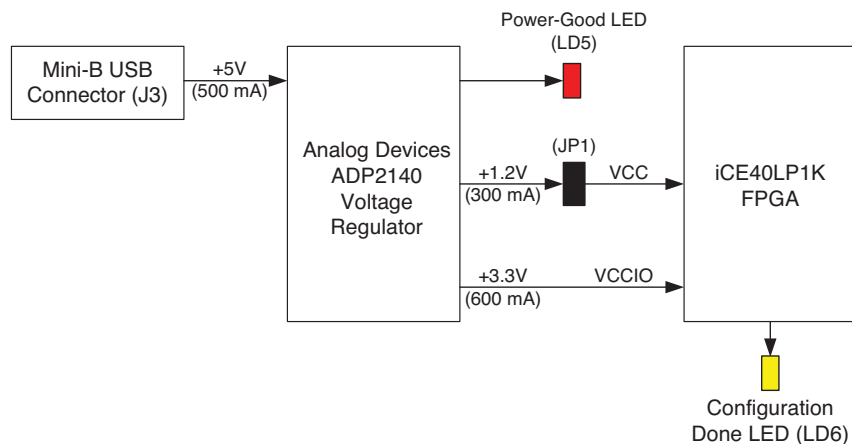 Power-Good LED
(LD5)
Mini-B USB
Connector (J3)
+5V
(500 mA)
Analog Devices
ADP2140
Voltage
Regulator
(JP1)
+1.2V
(300 mA)
VCC
iCE40LP1K
FPGA
+3.3V
(600 mA)
VCCIO
Configuration
Done LED (LD6)